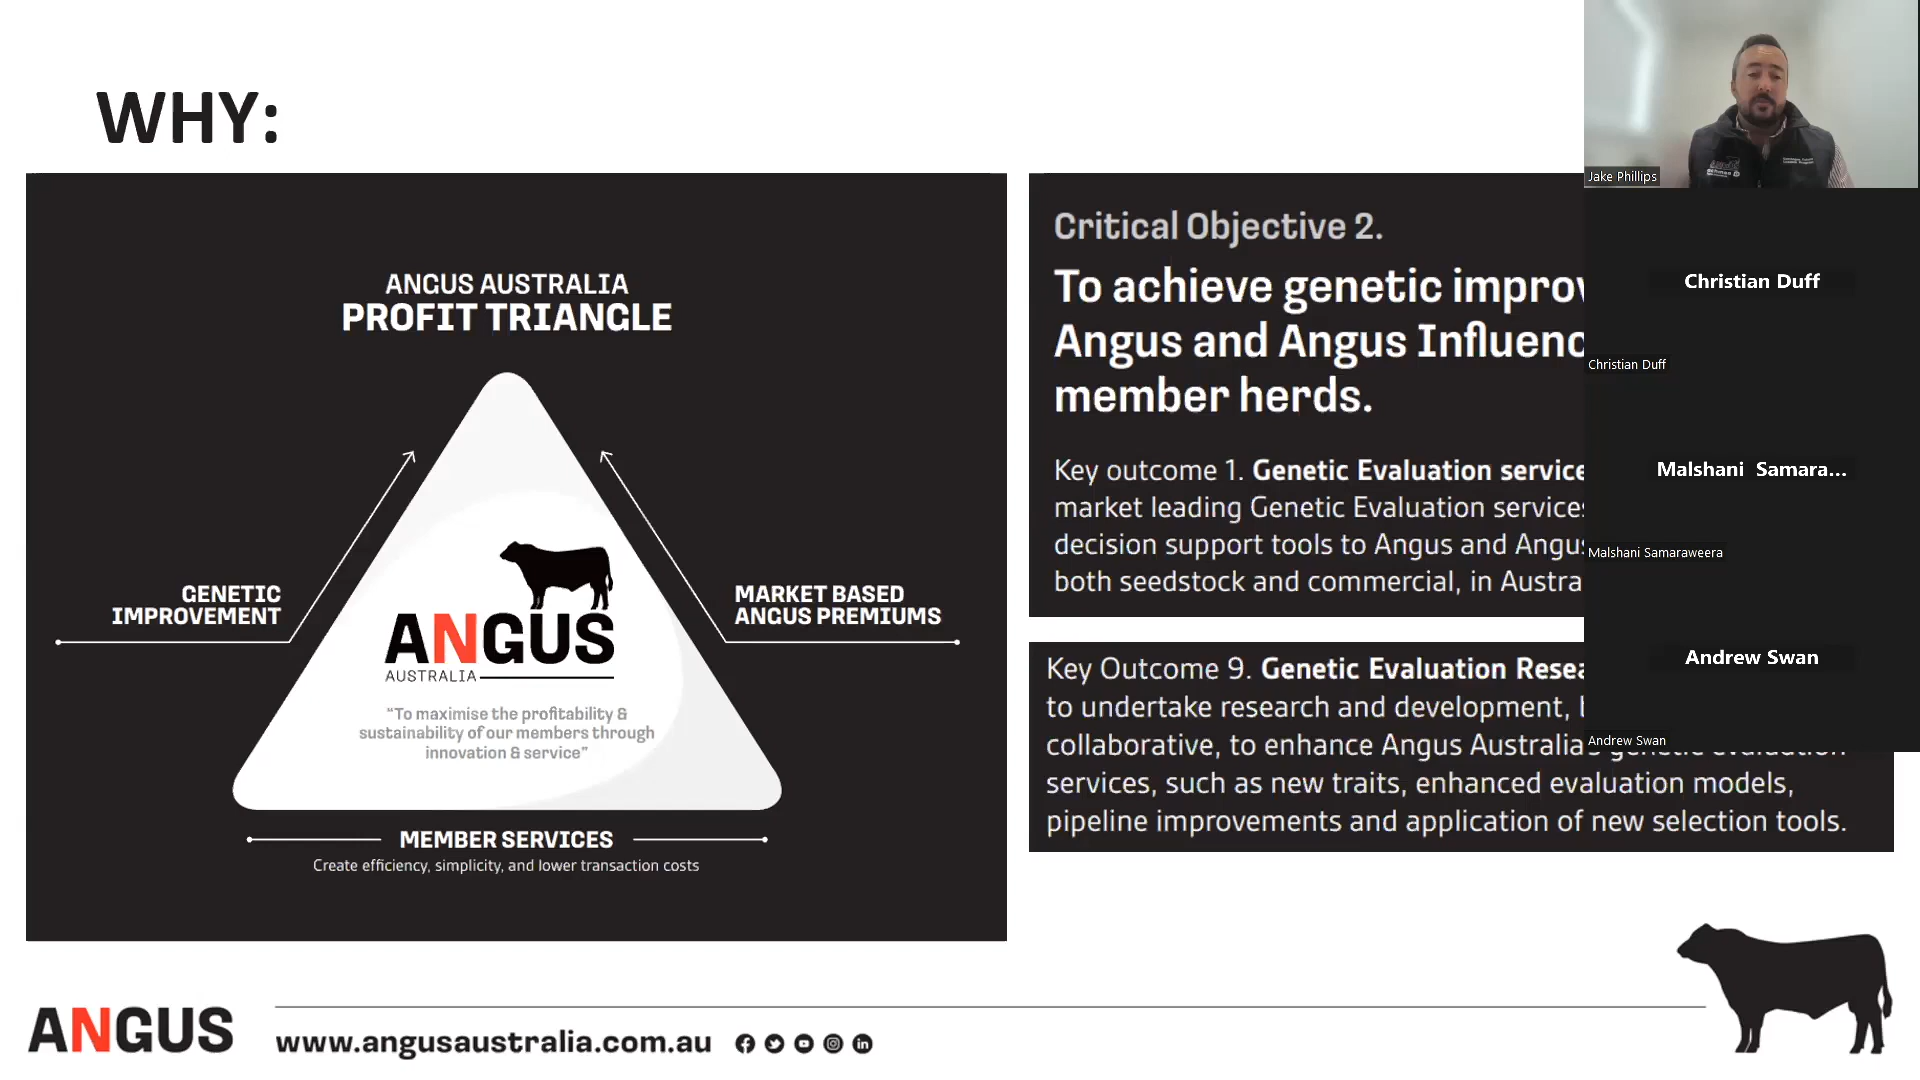 WHY:
ANGUS AUSTRALIA
PROFIT TRIANGLE
GENETIC
IMPROVEMENT
MARKET BASED
ANGUS PREMIUMS
ANGUS
AUSTRALIA
“To maximise the profitability &
sustainability of our members through
innovation & service”
MEMBER SERVICES
Create efficiency, simplicity, and lower transaction costs
Critical Objective 2.
To achieve genetic improv
Angus and Angus Influenc
member herds.
Key outcome 1. Genetic Evaluation service
market leading Genetic Evaluation services
decision support tools to Angus and Angus
both seedstock and commercial, in Austra
Key Outcome 9. Genetic Evaluation Resea
to undertake research and development,
collaborative, to enhance Angus Australia's genetic evaluation
services, such as new traits, enhanced evaluation models,
pipeline improvements and application of new selection tools.
Jake Phillips
Christian Duff
Christian Duff
Malshani Samara...
Malshani Samaraweera
Andrew Swan
Andrew Swan
ANGUS
www.angusaustralia.com.au